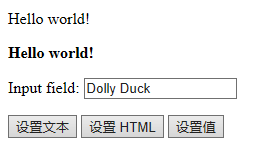 Hello world!
Hello world!
Input field: Dolly Duck
设置文本 设置 HTML 设置值